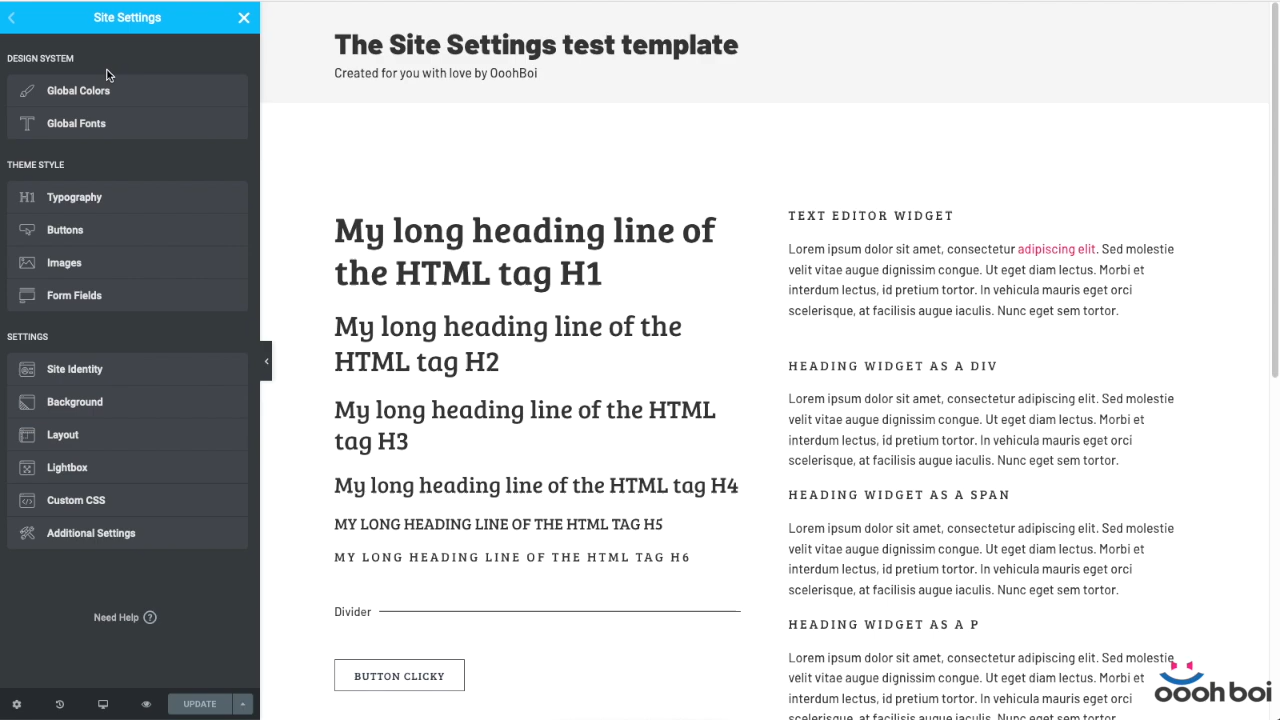 Site Settings
DESIGN SYSTEM
Global Colors
Global Fonts
THEME STYLE
H1 Typography
Buttons
Images
Form Fields
SETTINGS
Site Identity
Background
Layout
Lightbox
Custom CSS
Additional Settings
Need Help ?
UPDATE
The Site Settings test template
Created for you with love by OoohBoi
My long heading line of
the HTML tag H1
My long heading line of the
HTML tag H2
My long heading line of the HTML
tag H3
My long heading line of the HTML tag H4
MY LONG HEADING LINE OF THE HTML TAG H5
MY LONG HEADING LINE OF THE HTML TAG H6
Divider
BUTTON CLICKY
TEXT EDITOR WIDGET
Lorem ipsum dolor sit amet, consectetur adipiscing elit. Sed molestie
velit vitae augue dignissim congue. Ut eget diam lectus. Morbi et
interdum lectus, id pretium tortor. In vehicula mauris eget orci
scelerisque, at facilisis augue iaculis. Nunc eget sem tortor.
HEADING WIDGET AS A DIV
Lorem ipsum dolor sit amet, consectetur adipiscing elit. Sed molestie
velit vitae augue dignissim congue. Ut eget diam lectus. Morbi et
interdum lectus, id pretium tortor. In vehicula mauris eget orci
scelerisque, at facilisis augue iaculis. Nunc eget sem tortor.
HEADING WIDGET AS A SPAN
Lorem ipsum dolor sit amet, consectetur adipiscing elit. Sed molestie
velit vitae augue dignissim congue. Ut eget diam lectus. Morbi et
interdum lectus, id pretium tortor. In vehicula mauris eget orci
scelerisque, at facilisis augue iaculis. Nunc eget sem tortor.
HEADING WIDGET AS A P
Lorem ipsum dolor sit amet, consectetur adipiscing elit. Sed molestie
velit vitae augue dignissim congue. Ut eget diam lectus. Morbi et
interdum lectus, id pretium tortor. In vehicula mauris eget orci
scelerisque, at facilisis augue iaculis. Nunc eget sem tortor.
oooh boi